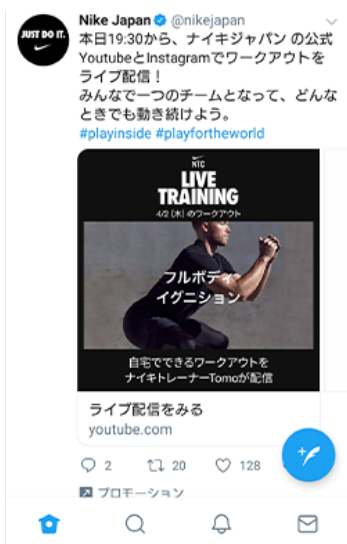 JUST DO IT.
Nike Japan @nikejapan
本日19:30から、ナイキジャパン の公式
YoutubeとInstagramでワークアウトを
ライブ配信！
みんなで一つのチームとなって、どんな
ときでも動き続けよう。
#playinside #playfortheworld
NTC
LIVE
TRAINING
4/2 (木) のワークアウト
フルボディ
イグニション
自宅でできるワークアウトを
ナイキトレーナーTomoが配信
ライブ配信をみる
youtube.com
2 20 128
プロモーション